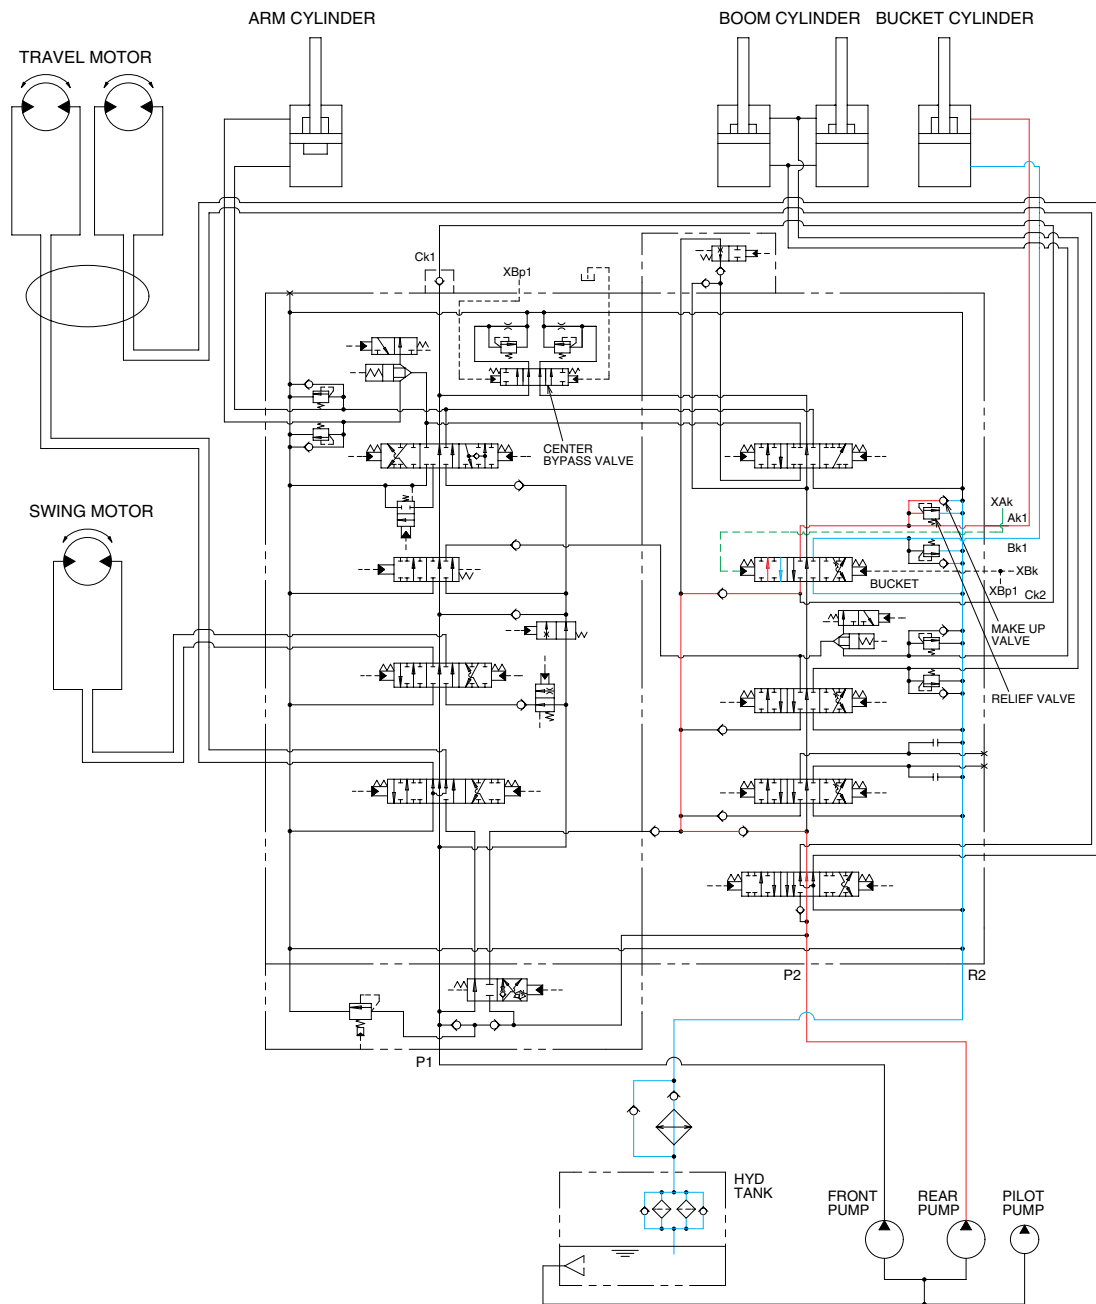 ARM CYLINDER
BOOM CYLINDER
BUCKET CYLINDER
TRAVEL MOTOR
Ck1
XBp1
CENTER
BYPASS VALVE
SWING MOTOR
XAk
Ak1
Bk1
BUCKET
XBk
XBp1
Ck2
MAKE UP
VALVE
RELIEF VALVE
P2
R2
P1
HYD
TANK
FRONT
PUMP
REAR
PUMP
PILOT
PUMP